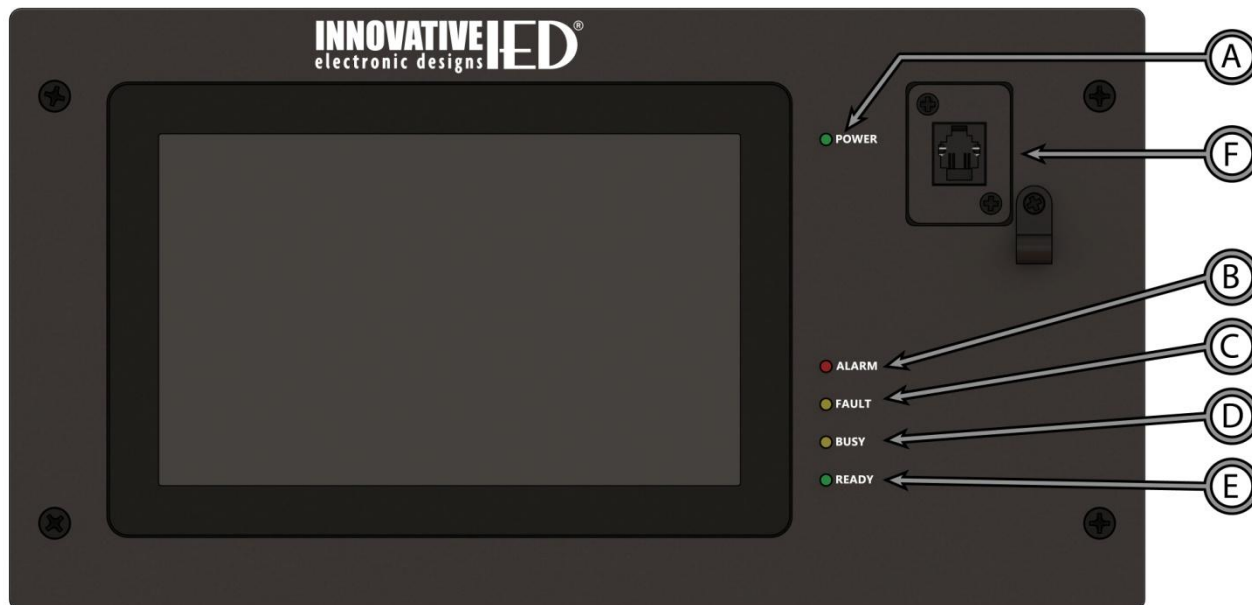 INNOVATIVE IED®
electronic designs
A
POWER
F
B
ALARM
C
FAULT
D
BUSY
E
READY